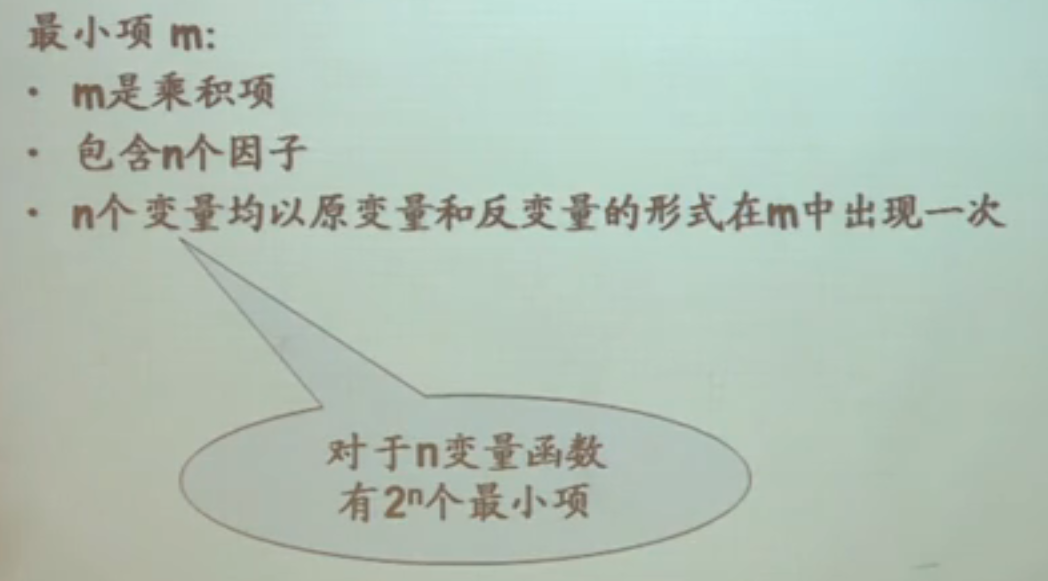 最小项 m:
• m是乘积项
• 包含n个因子
• n个变量均以原变量和反变量的形式在m中出现一次
对于n变量函数
有2ⁿ个最小项